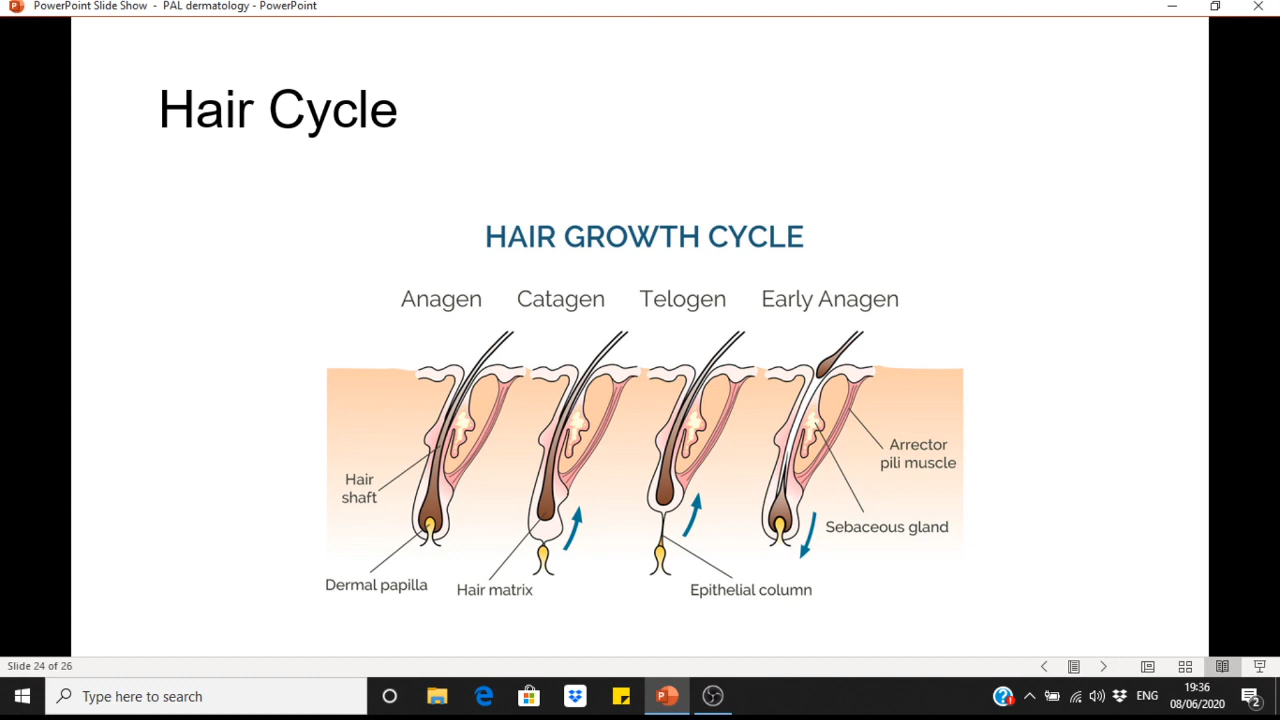 PowerPoint Slide Show - PAL dermatology - PowerPoint
Hair Cycle
HAIR GROWTH CYCLE
Anagen Catagen Telogen Early Anagen
Hair
shaft
Dermal papilla
Hair matrix
Epithelial column
Arrector
pili muscle
Sebaceous gland
Slide 24 of 26
Type here to search
ENG
19:36
08/06/2020
2